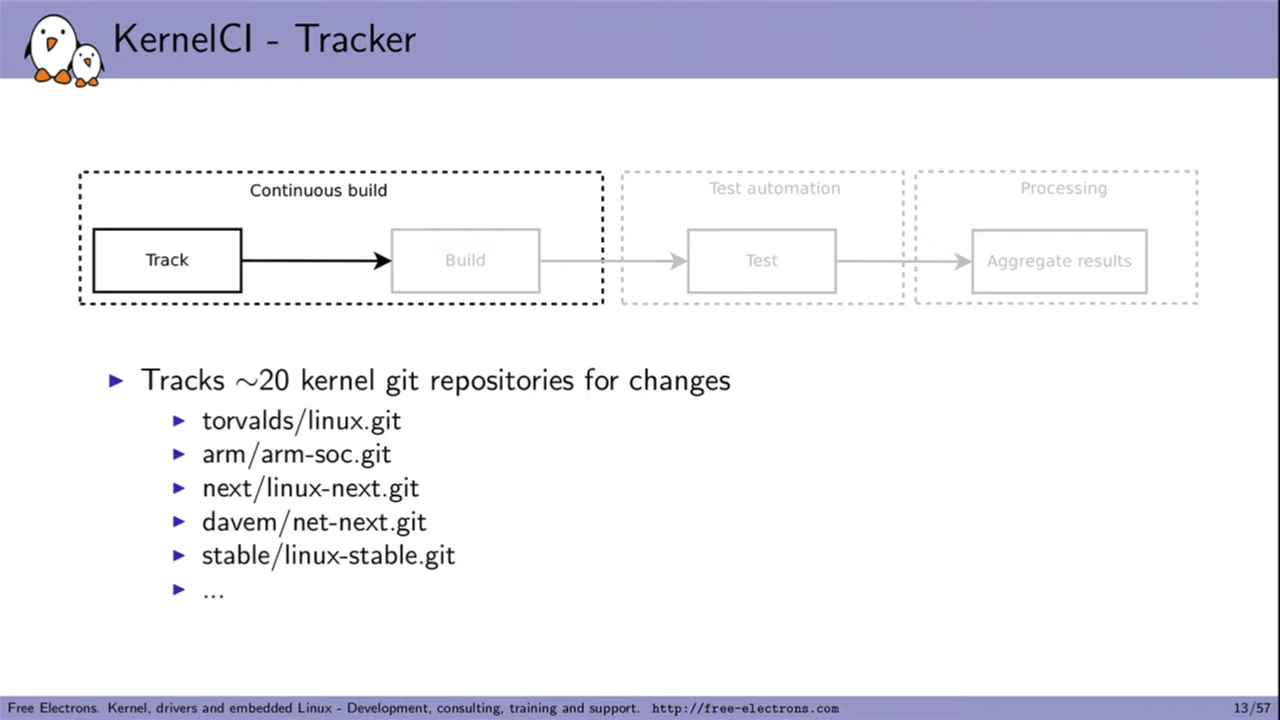 KernelCI - Tracker
Continuous build
Test automation
Processing
Track
Build
Test
Aggregate results
Tracks ~20 kernel git repositories for changes
torvalds/linux.git
arm/arm-soc.git
next/linux-next.git
davem/net-next.git
stable/linux-stable.git
...
Free Electrons. Kernel, drivers and embedded Linux - Development, consulting, training and support. http://free-electrons.com 13/57